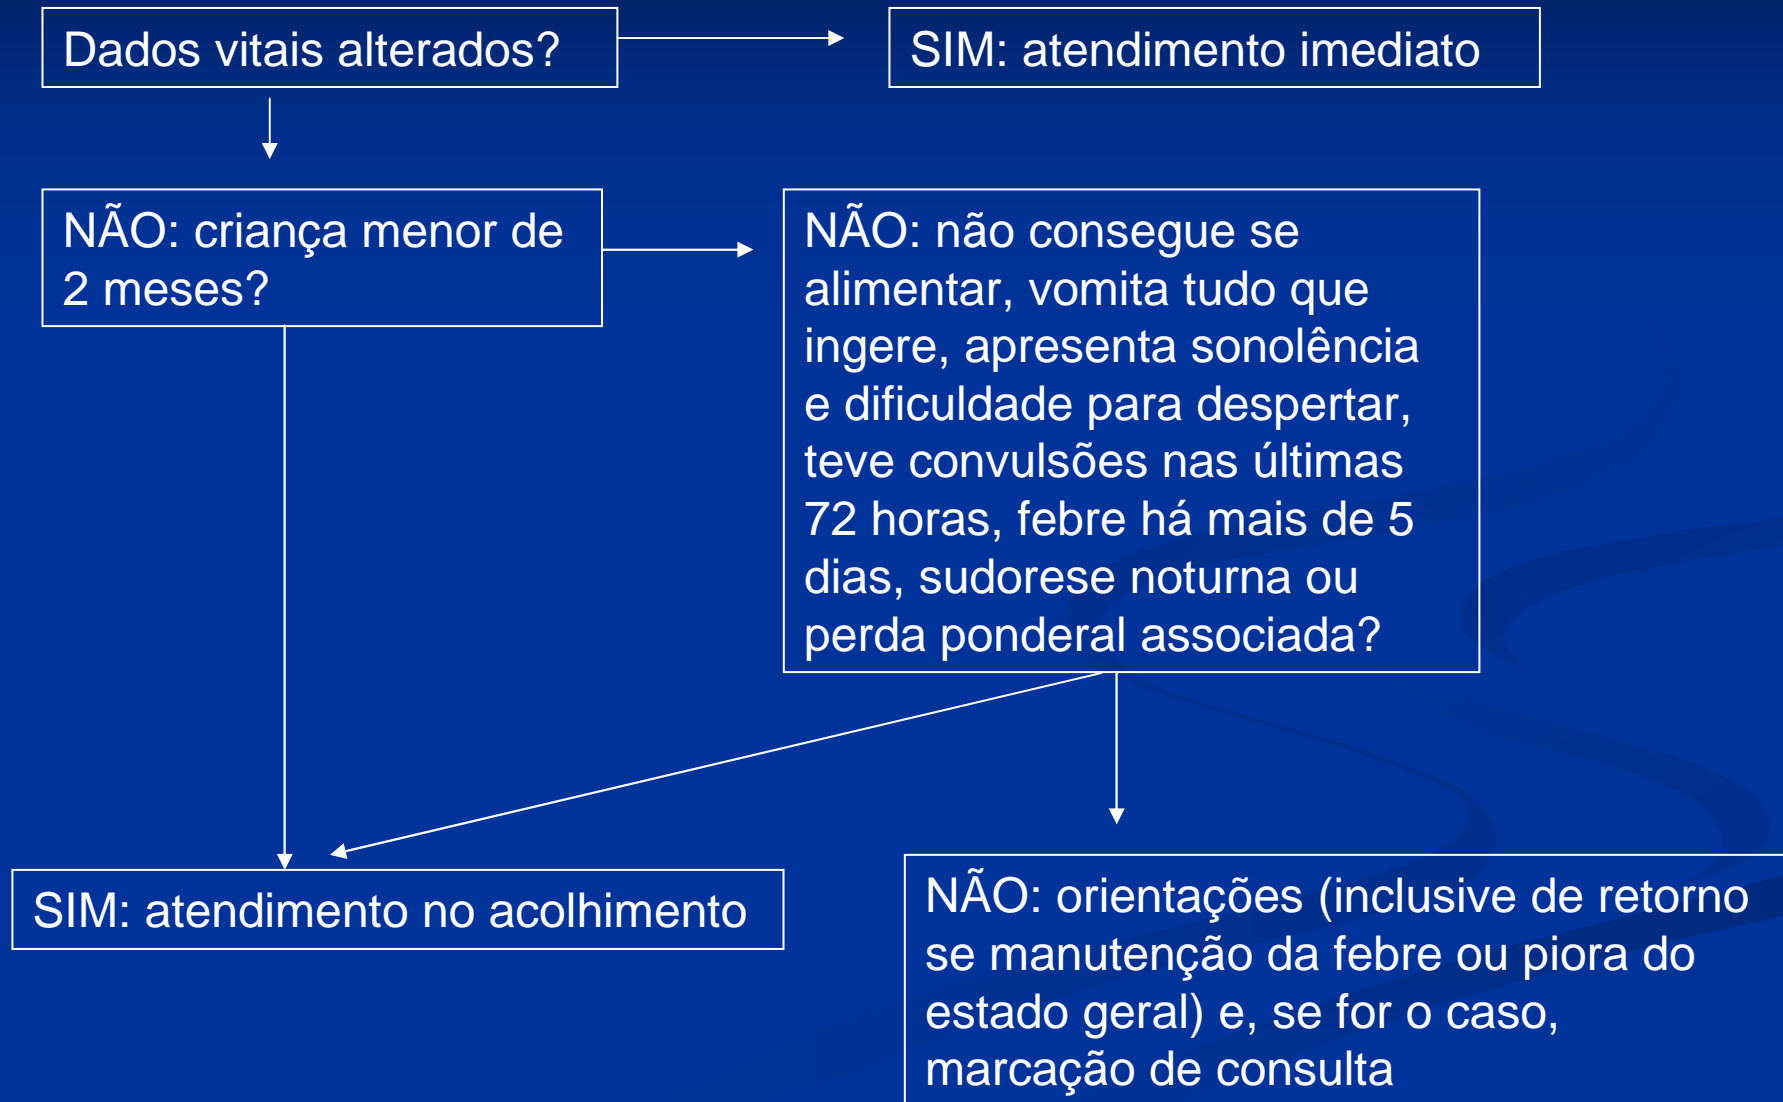 Dados vitais alterados?
SIM: atendimento imediato
NÃO: criança menor de
2 meses?
NÃO: não consegue se
alimentar, vomita tudo que
ingere, apresenta sonolência
e dificuldade para despertar,
teve convulsões nas últimas
72 horas, febre há mais de 5
dias, sudorese noturna ou
perda ponderal associada?
SIM: atendimento no acolhimento
NÃO: orientações (inclusive de retorno
se manutenção da febre ou piora do
estado geral) e, se for o caso,
marcação de consulta